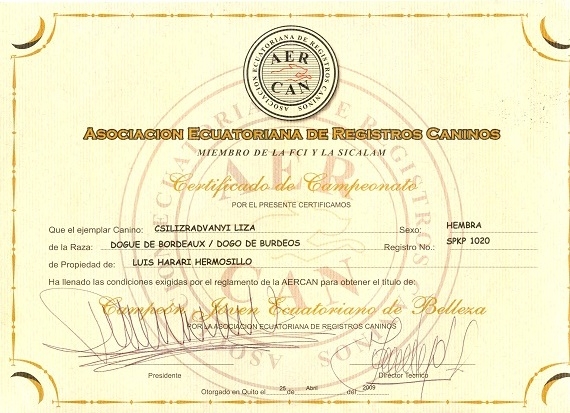 ASOCIACION ECUATORIANA DE REGISTROS CANINOS
AER
CAN
ASOCIACION ECUATORIANA DE REGISTROS CANINOS
MIEMBRO DE LA FCI Y LA SICALAM
Certificado de Campeonato
POR EL PRESENTE CERTIFICAMOS
Que el ejemplar Canino: CSILIZRADVANYI LIZA Sexo: HEMBRA
de la Raza: DOGUE DE BORDEAUX / DOGO DE BURDEOS Registro No.: SPKP 1020
de Propiedad de: LUIS HARARI HERMOSILLO
Ha llenado las condiciones exigidas por el reglamento de la AERCAN para obtener el título de:
Campeón Joven Ecuatoriano de Belleza
POR LA ASOCIACION ECUATORIANA DE REGISTROS CANINOS
Presidente Director Técnico
Otorgado en Quito el 25 de Abril del 2009